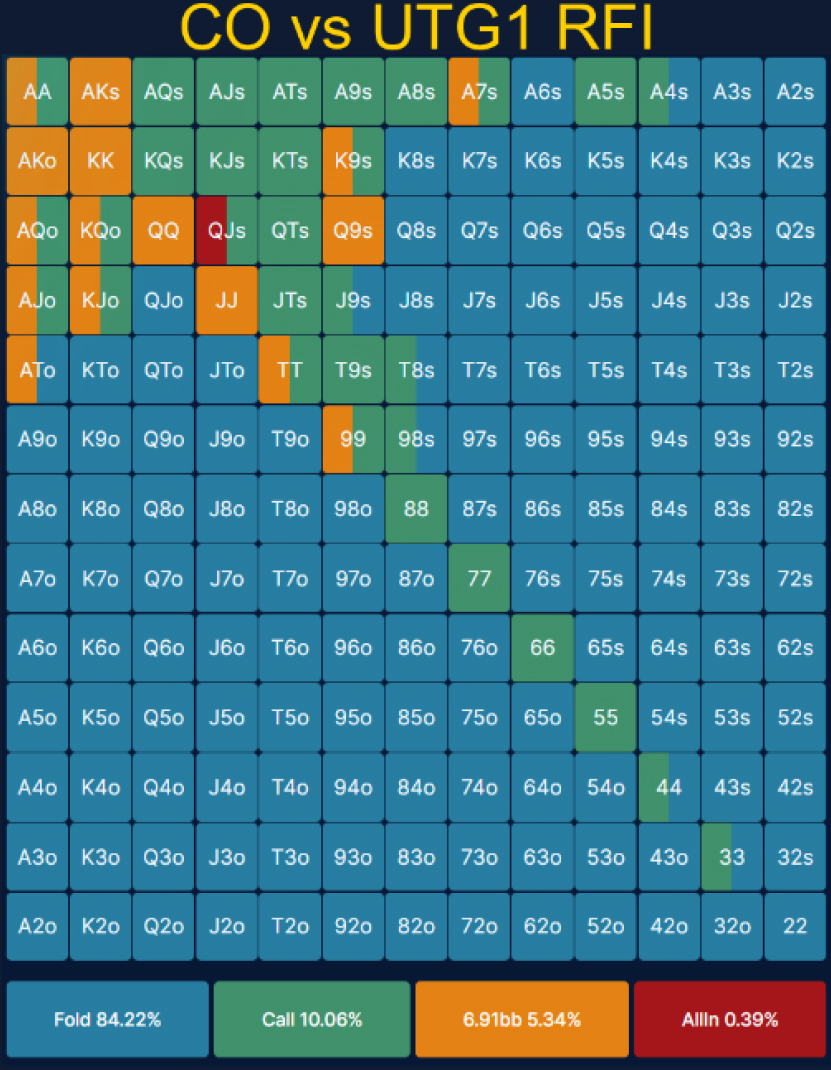 CO vs UTG1 RFI
AA AKs AQs AJs ATs A9s A8s A7s A6s A5s A4s A3s A2s
AKo KK KQs KJs KTs K9s K8s K7s K6s K5s K4s K3s K2s
AQo KQo QQ QJs QTs Q9s Q8s Q7s Q6s Q5s Q4s Q3s Q2s
AJo KJo QJo JJ JTs J9s J8s J7s J6s J5s J4s J3s J2s
ATo KTo QTo JTo TT T9s T8s T7s T6s T5s T4s T3s T2s
A9o K9o Q9o J9o T9o 99 98s 97s 96s 95s 94s 93s 92s
A8o K8o Q8o J8o T8o 98o 88 87s 86s 85s 84s 83s 82s
A7o K7o Q7o J7o T7o 97o 87o 77 76s 75s 74s 73s 72s
A6o K6o Q6o J6o T6o 96o 86o 76o 66 65s 64s 63s 62s
A5o K5o Q5o J5o T5o 95o 85o 75o 65o 55 54s 53s 52s
A4o K4o Q4o J4o T4o 94o 84o 74o 64o 54o 44 43s 42s
A3o K3o Q3o J3o T3o 93o 83o 73o 63o 53o 43o 33 32s
A2o K2o Q2o J2o T2o 92o 82o 72o 62o 52o 42o 32o 22
Fold 84.22% Call 10.06% 6.91bb 5.34% AllIn 0.39%